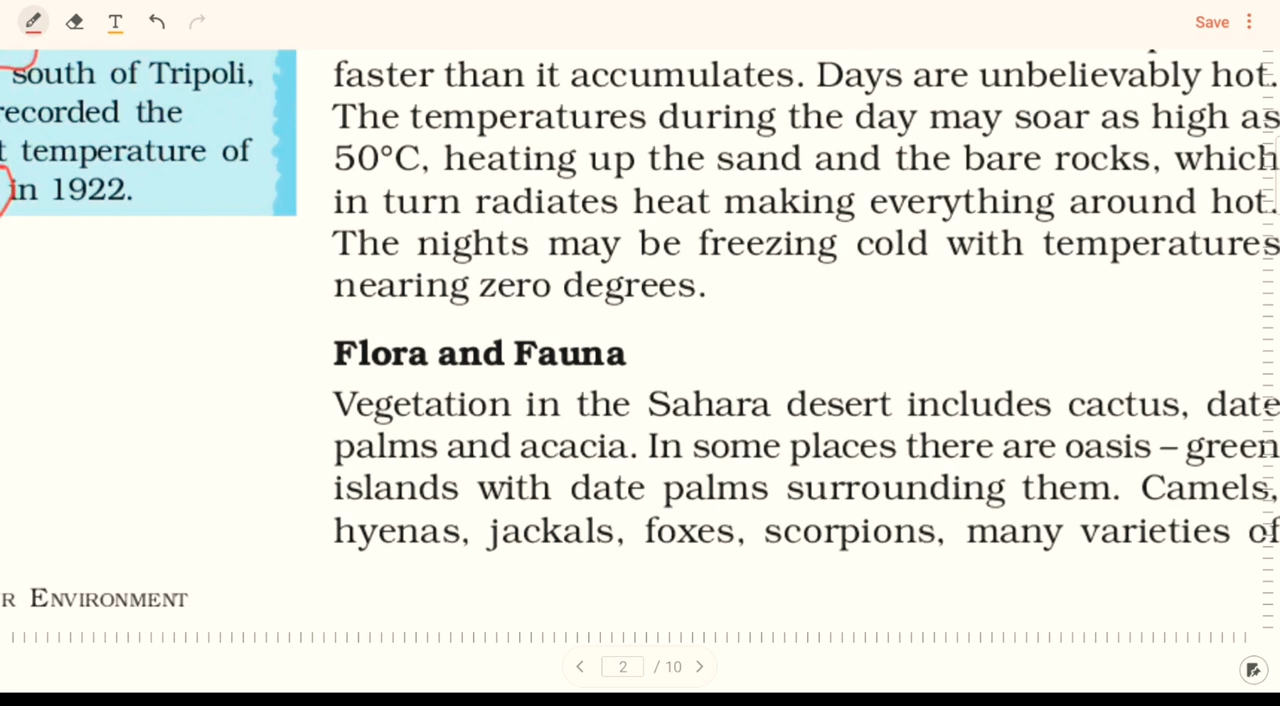 Save
south of Tripoli,
recorded the
t temperature of
in 1922.
faster than it accumulates. Days are unbelievably hot.
The temperatures during the day may soar as high as
50°C, heating up the sand and the bare rocks, which
in turn radiates heat making everything around hot.
The nights may be freezing cold with temperatures
nearing zero degrees.
Flora and Fauna
Vegetation in the Sahara desert includes cactus, date
palms and acacia. In some places there are oasis – green
islands with date palms surrounding them. Camels,
hyenas, jackals, foxes, scorpions, many varieties of
R ENVIRONMENT
2 / 10